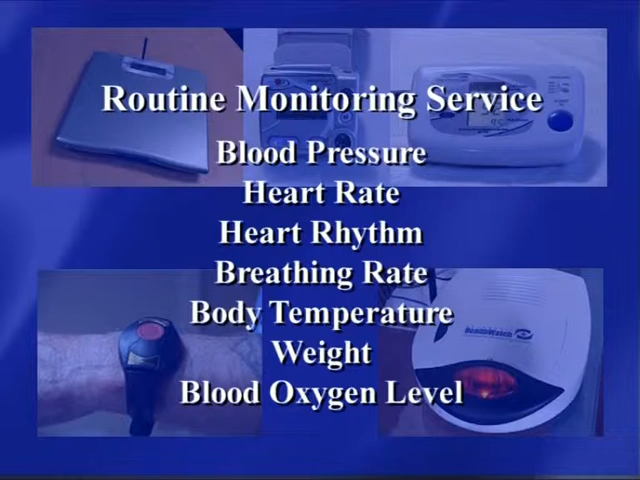 Routine Monitoring Service
Blood Pressure
Heart Rate
Heart Rhythm
Breathing Rate
Body Temperature
Weight
Blood Oxygen Level